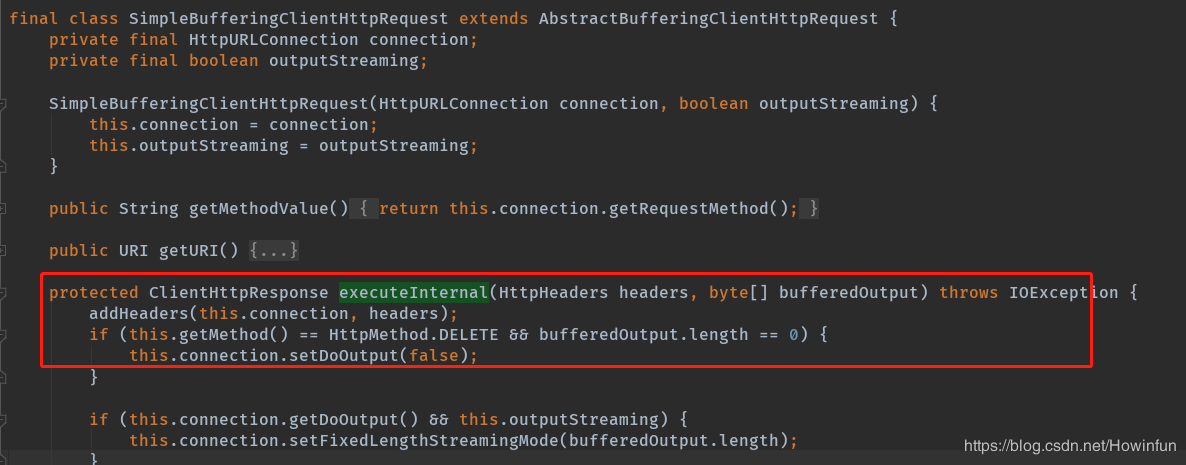 final class SimpleBufferingClientHttpRequest extends AbstractBufferingClientHttpRequest {
    private final HttpURLConnection connection;
    private final boolean outputStreaming;

    SimpleBufferingClientHttpRequest(HttpURLConnection connection, boolean outputStreaming) {
        this.connection = connection;
        this.outputStreaming = outputStreaming;
    }

    public String getMethodValue() { return this.connection.getRequestMethod(); }

    public URI getURI() {...}

    protected ClientHttpResponse executeInternal(HttpHeaders headers, byte[] bufferedOutput) throws IOException {
        addHeaders(this.connection, headers);
        if (this.getMethod() == HttpMethod.DELETE && bufferedOutput.length == 0) {
            this.connection.setDoOutput(false);
        }

        if (this.connection.getDoOutput() && this.outputStreaming) {
            this.connection.setFixedLengthStreamingMode(bufferedOutput.length);
        }
https://blog.csdn.net/Howinfun